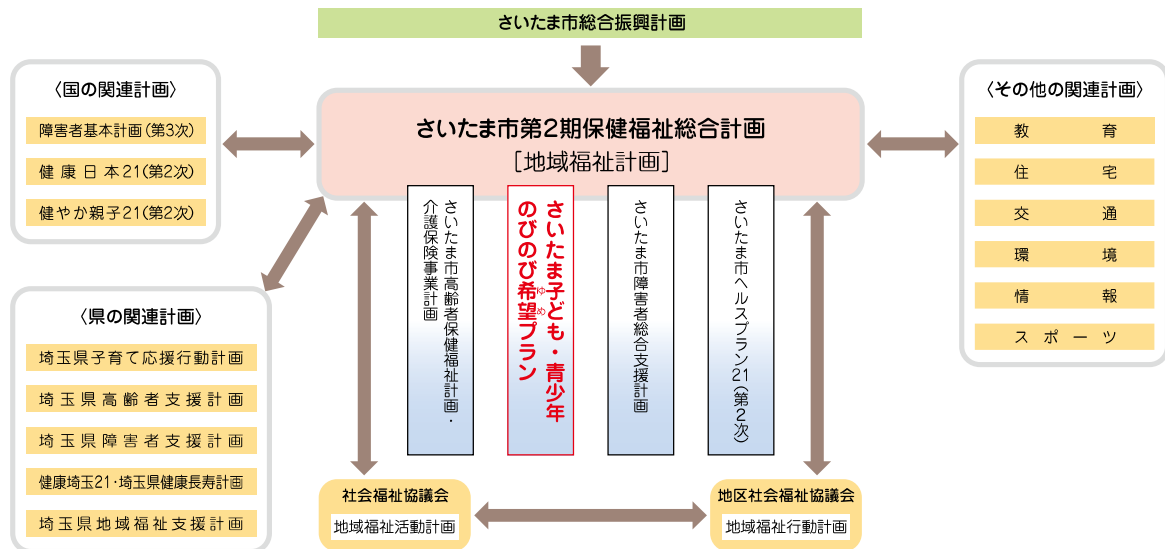 さいたま市総合振興計画
〈国の関連計画〉
障害者基本計画(第3次)
健康日本21(第2次)
健やか親子21(第2次)
さいたま市第2期保健福祉総合計画
[地域福祉計画]
〈その他の関連計画〉
教育
住宅
交通
環境
情報
スポーツ
〈県の関連計画〉
埼玉県子育て応援行動計画
埼玉県高齢者支援計画
埼玉県障害者支援計画
健康埼玉21・埼玉県健康長寿計画
埼玉県地域福祉支援計画
さいたま市高齢者保健福祉計画・
介護保険事業計画
さいたま子ども・青少年
のびのび希望プラン
ゆめ
さいたま市障害者総合支援計画
さいたま市ヘルスプラン21(第2次)
社会福祉協議会
地域福祉活動計画
地区社会福祉協議会
地域福祉行動計画